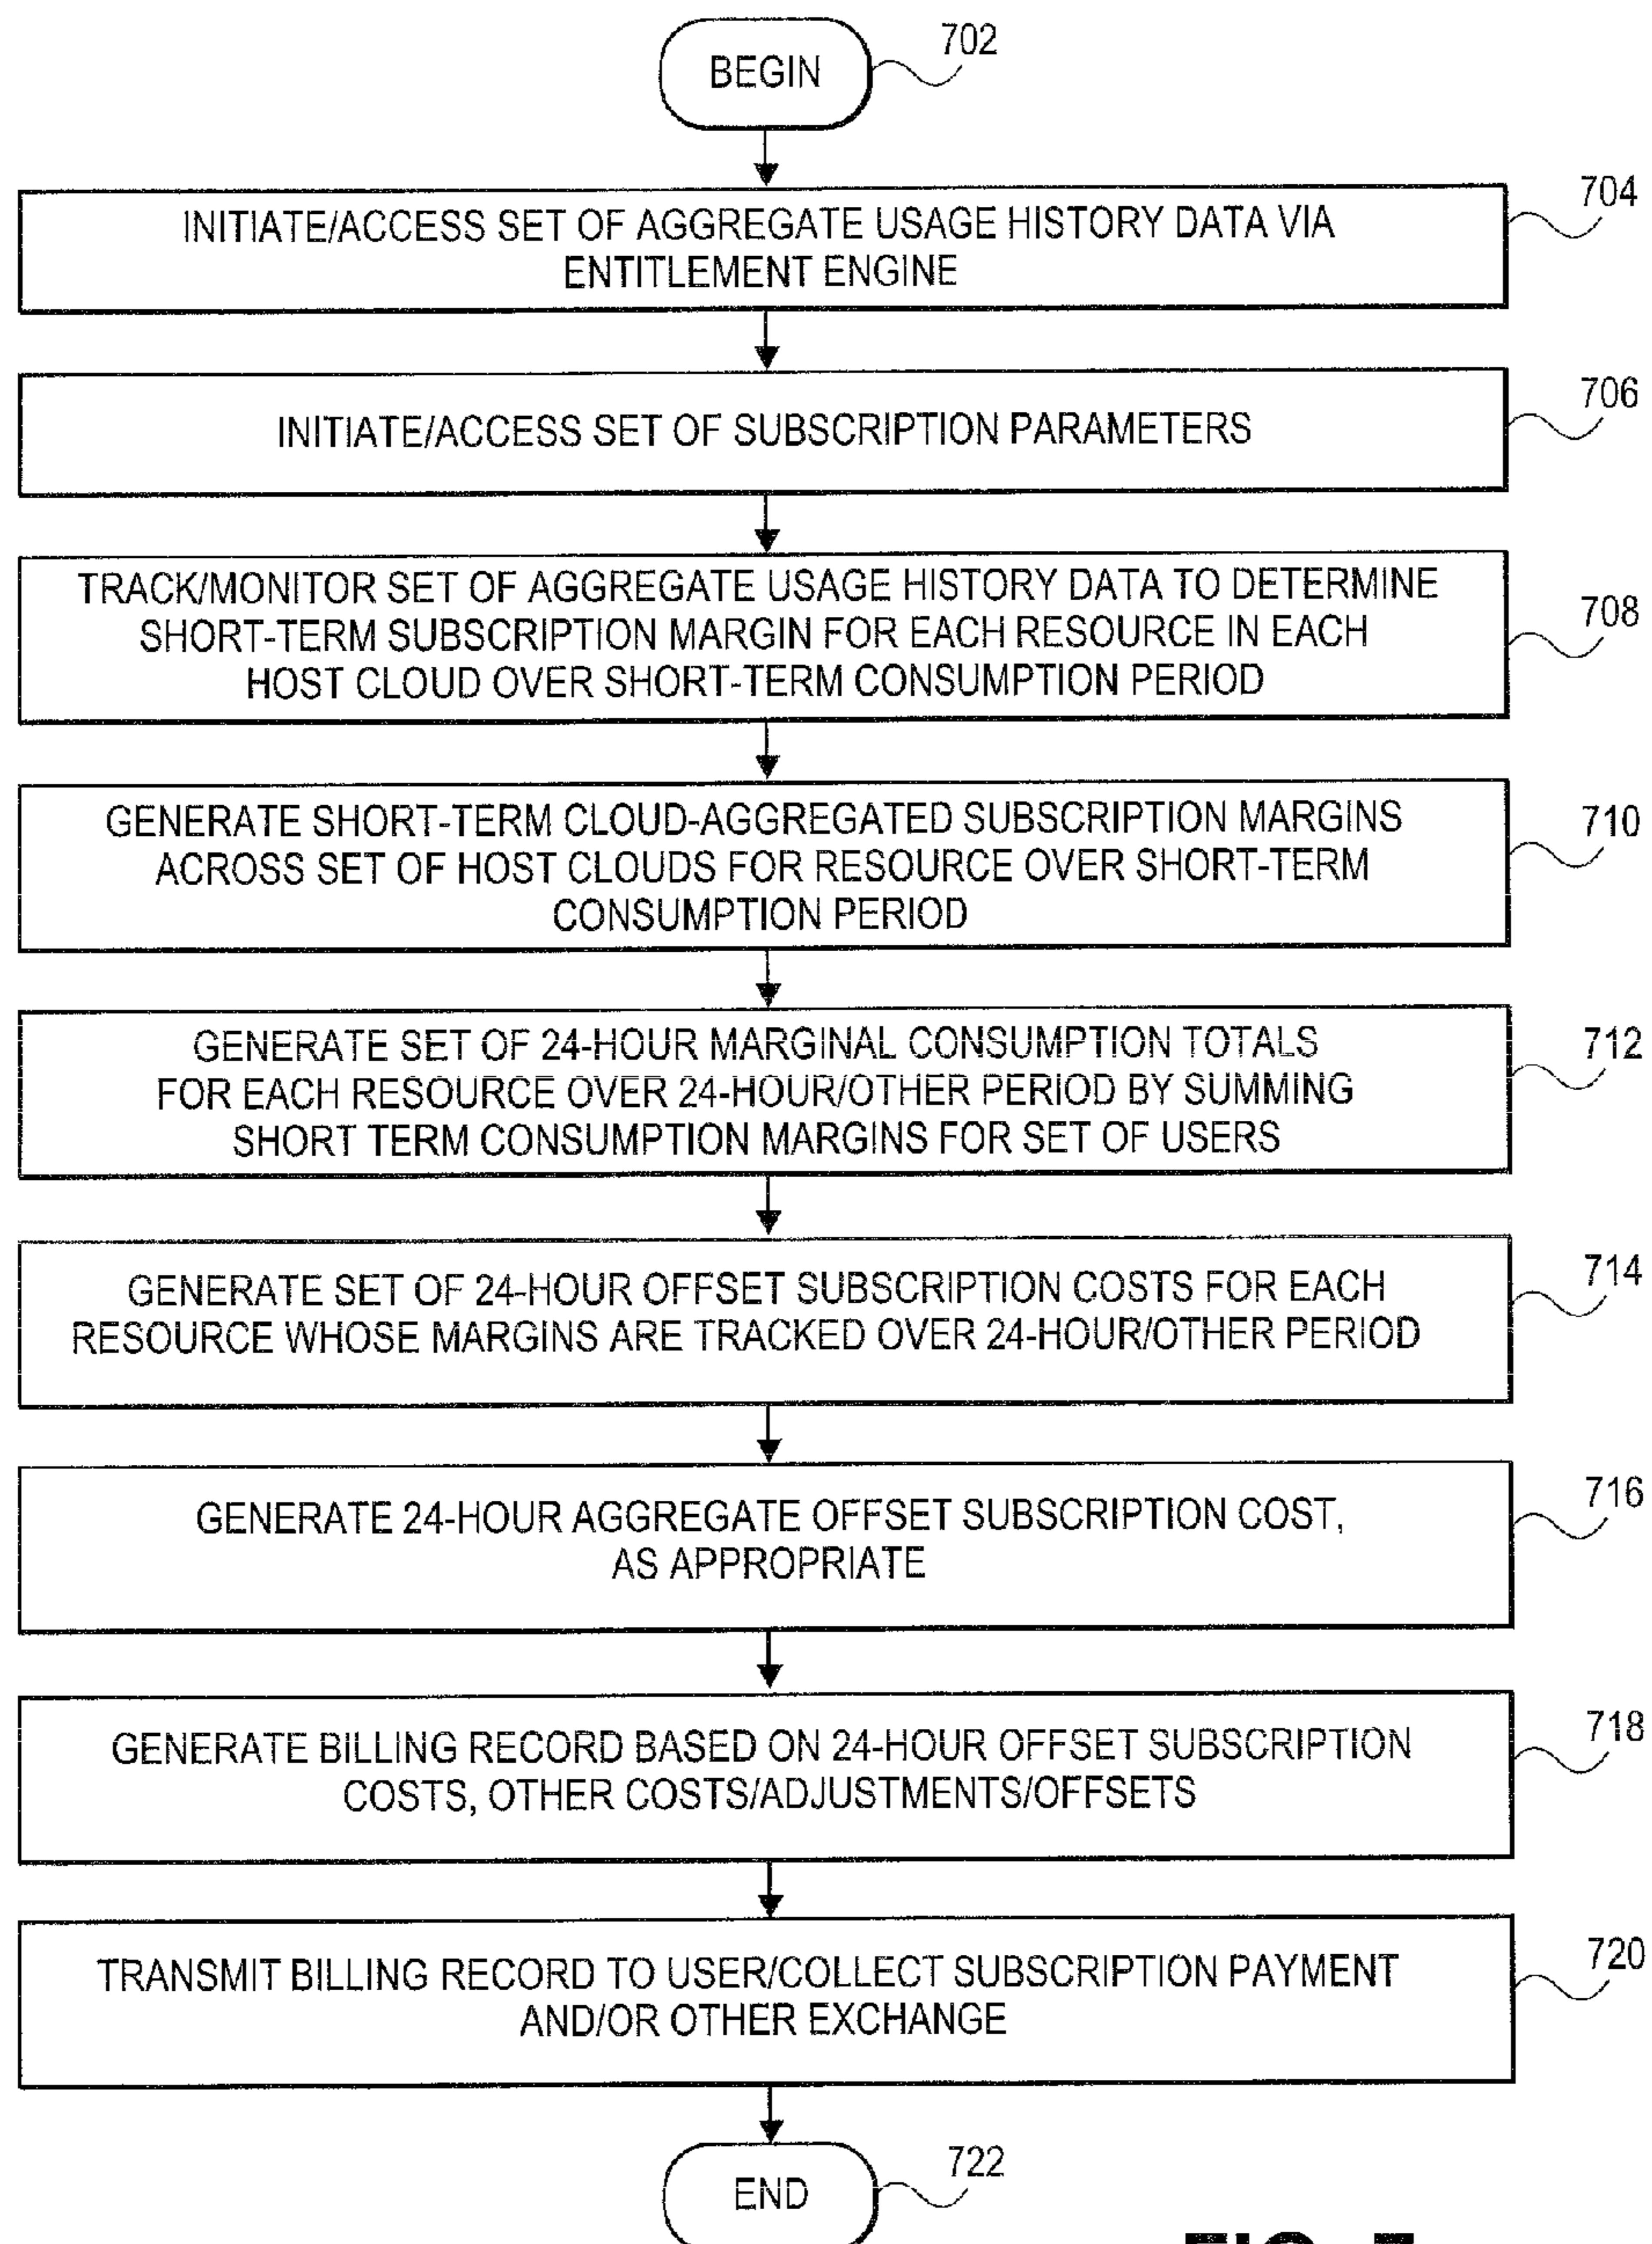 BEGIN
702
INITIATE/ACCESS SET OF AGGREGATE USAGE HISTORY DATA VIA
ENTITLEMENT ENGINE
704
INITIATE/ACCESS SET OF SUBSCRIPTION PARAMETERS
706
TRACK/MONITOR SET OF AGGREGATE USAGE HISTORY DATA TO DETERMINE
SHORT-TERM SUBSCRIPTION MARGIN FOR EACH RESOURCE IN EACH
HOST CLOUD OVER SHORT-TERM CONSUMPTION PERIOD
708
GENERATE SHORT-TERM CLOUD-AGGREGATED SUBSCRIPTION MARGINS
ACROSS SET OF HOST CLOUDS FOR RESOURCE OVER SHORT-TERM
CONSUMPTION PERIOD
710
GENERATE SET OF 24-HOUR MARGINAL CONSUMPTION TOTALS
FOR EACH RESOURCE OVER 24-HOUR/OTHER PERIOD BY SUMMING
SHORT TERM CONSUMPTION MARGINS FOR SET OF USERS
712
GENERATE SET OF 24-HOUR OFFSET SUBSCRIPTION COSTS FOR EACH
RESOURCE WHOSE MARGINS ARE TRACKED OVER 24-HOUR/OTHER PERIOD
714
GENERATE 24-HOUR AGGREGATE OFFSET SUBSCRIPTION COST,
AS APPROPRIATE
716
GENERATE BILLING RECORD BASED ON 24-HOUR OFFSET SUBSCRIPTION
COSTS, OTHER COSTS/ADJUSTMENTS/OFFSETS
718
TRANSMIT BILLING RECORD TO USER/COLLECT SUBSCRIPTION PAYMENT
AND/OR OTHER EXCHANGE
720
END
722